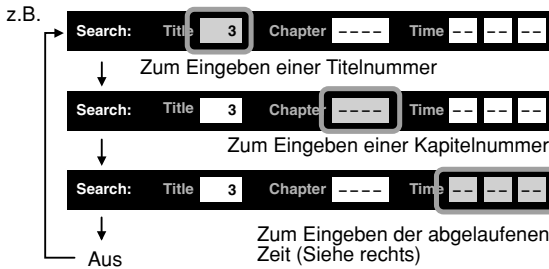 z.B.
Search: Title 3 Chapter ---- Time -- -- --
Zum Eingeben einer Titelnummer
Search: Title 3 Chapter ---- Time -- -- --
Zum Eingeben einer Kapitelnummer
Search: Title 3 Chapter ---- Time -- -- --
Zum Eingeben der abgelaufenen
Zeit (Siehe rechts)
Aus